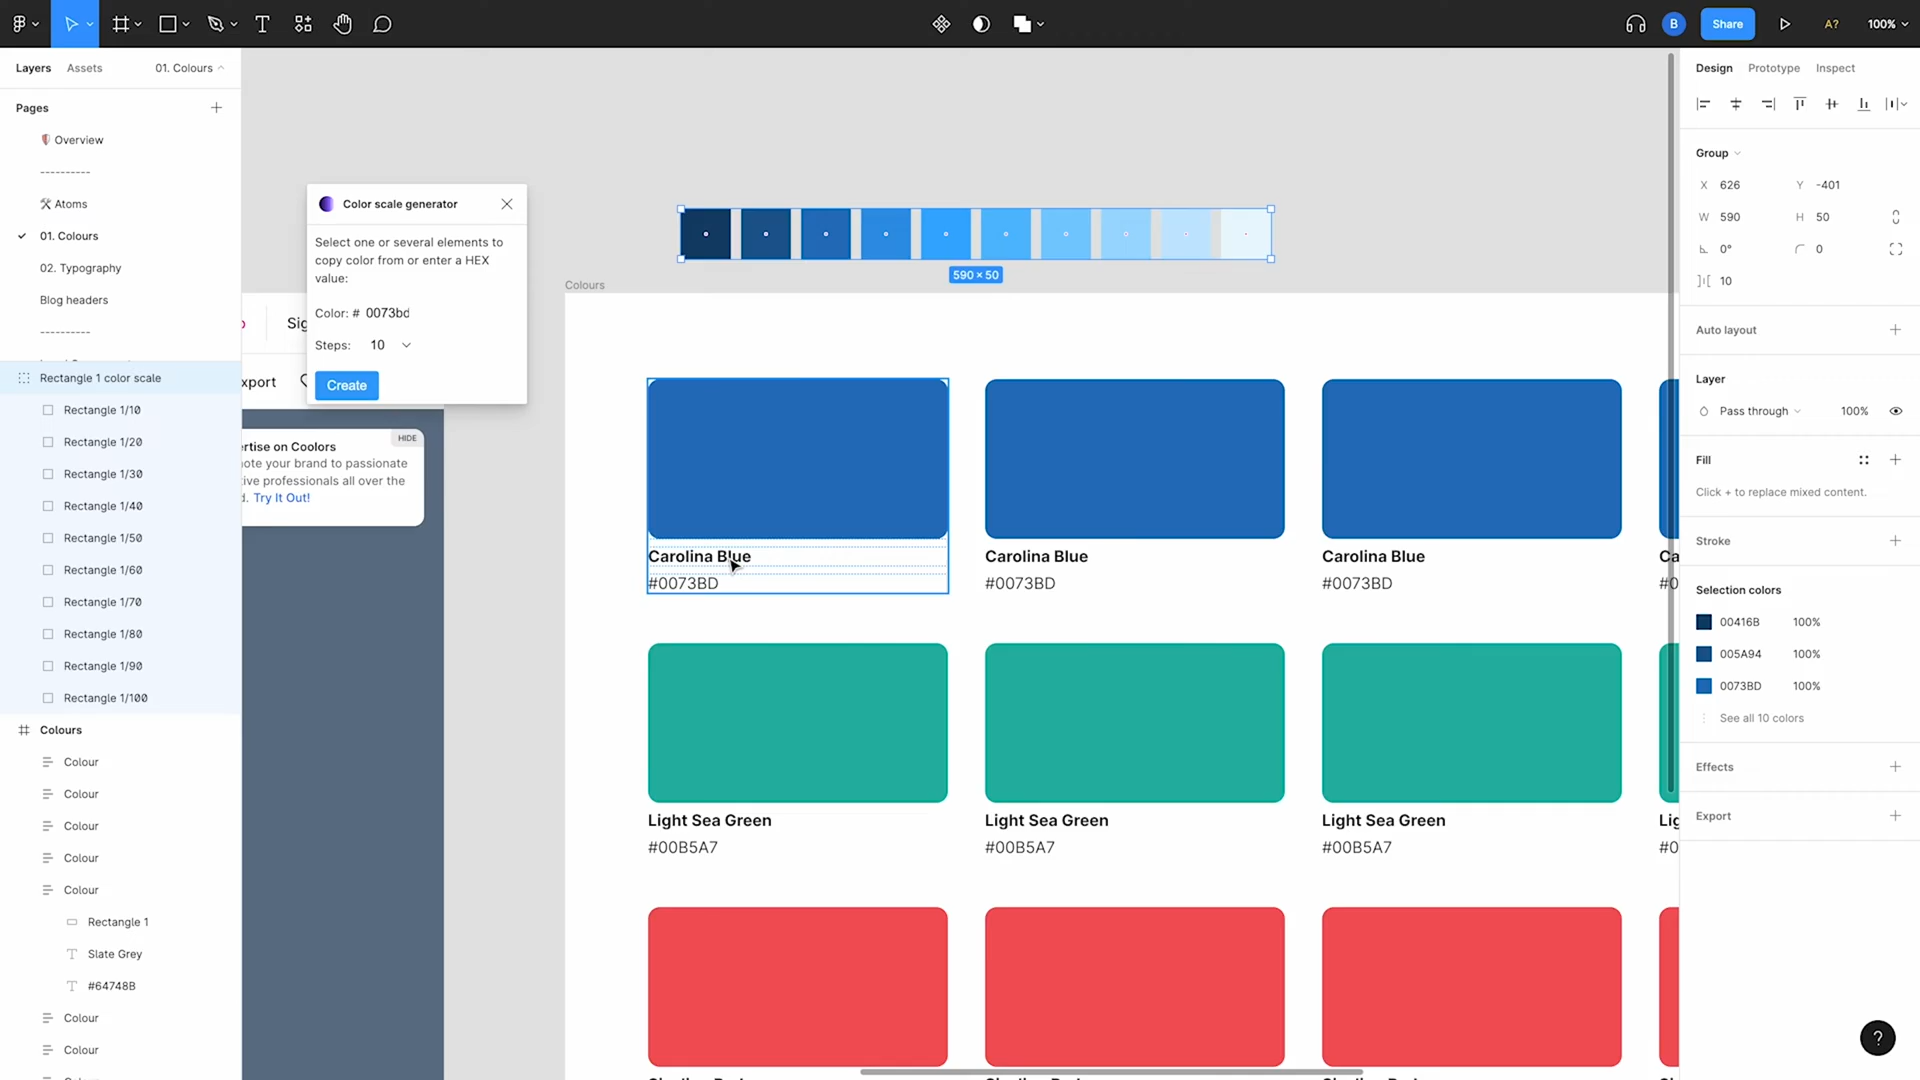 B
Share
A?
100%
Layers
Assets
01. Colours
Pages
Overview
----------
Atoms
01. Colours
02. Typography
Blog headers
----------
Rectangle 1 color scale
Rectangle 1/10
Rectangle 1/20
Rectangle 1/30
Rectangle 1/40
Rectangle 1/50
Rectangle 1/60
Rectangle 1/70
Rectangle 1/80
Rectangle 1/90
Rectangle 1/100
Colours
Colour
Colour
Colour
Colour
Colour
Rectangle 1
Slate Grey
#64748B
Colour
Colour
Color scale generator
Select one or several elements to
copy color from or enter a HEX
value:
Color: # 0073bd
Steps: 10
Create
Sig
xport
HIDE
ertise on Coolors
ote your brand to passionate
tive professionals all over the
d. Try It Out!
590 × 50
Colours
Carolina Blue
#0073BD
Carolina Blue
#0073BD
Carolina Blue
#0073BD
Ca
#0
Light Sea Green
#00B5A7
Light Sea Green
#00B5A7
Light Sea Green
#00B5A7
Lig
#0
Design
Prototype
Inspect
Group
X 626
Y -401
W 590
H 50
0°
0
10
Auto layout
Layer
Pass through
100%
Fill
Click + to replace mixed content.
Stroke
Selection colors
00416B 100%
005A94 100%
0073BD 100%
See all 10 colors
Effects
Export
?